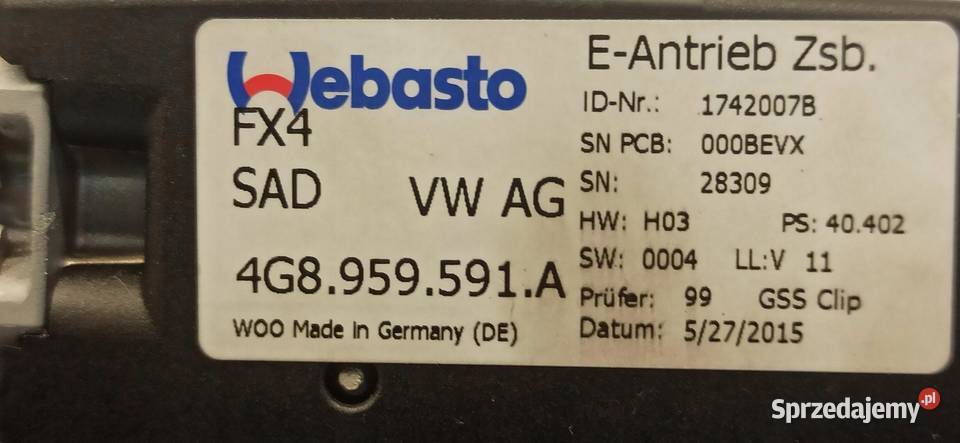 Webasto
FX4
SAD VW AG
4G8.959.591.A
WOO Made in Germany (DE)
E-Antrieb Zsb.
ID-Nr.: 1742007B
SN PCB: 000BEVX
SN: 28309
HW: H03 PS: 40.402
SW: 0004 LL:V 11
Prüfer: 99 GSS Clip
Datum: 5/27/2015
Sprzedajemy.pl